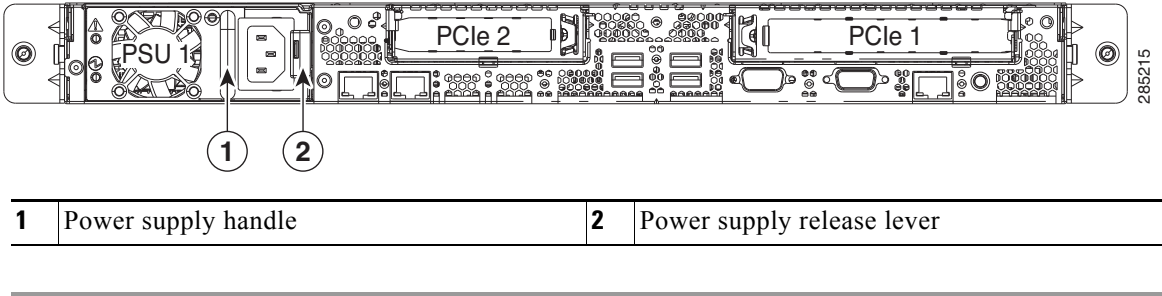 PSU 1
PCIe 2
PCIe 1
285215
1
2
1 Power supply handle 2 Power supply release lever